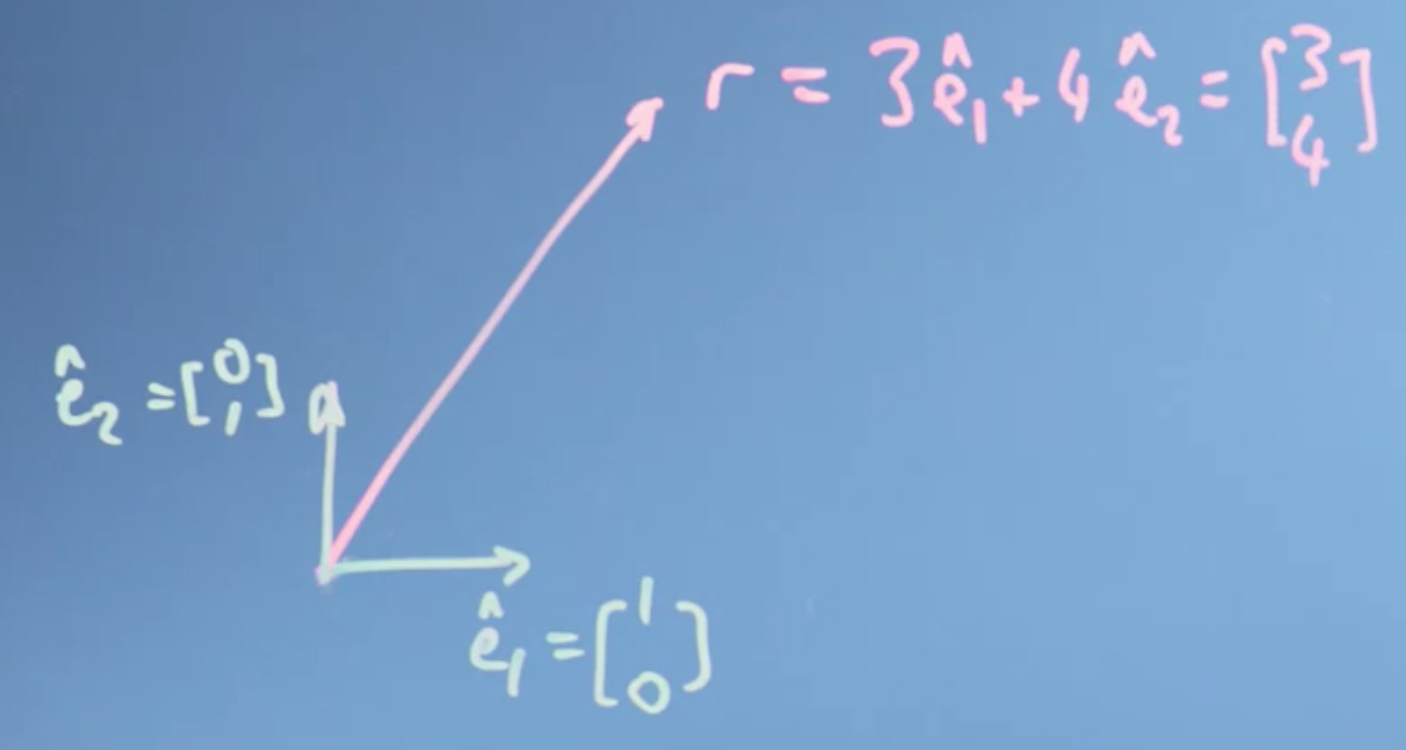 r = 3ê₁ + 4ê₂ = [3 4]
ê₂ = [0 1]
ê₁ = [1 0]